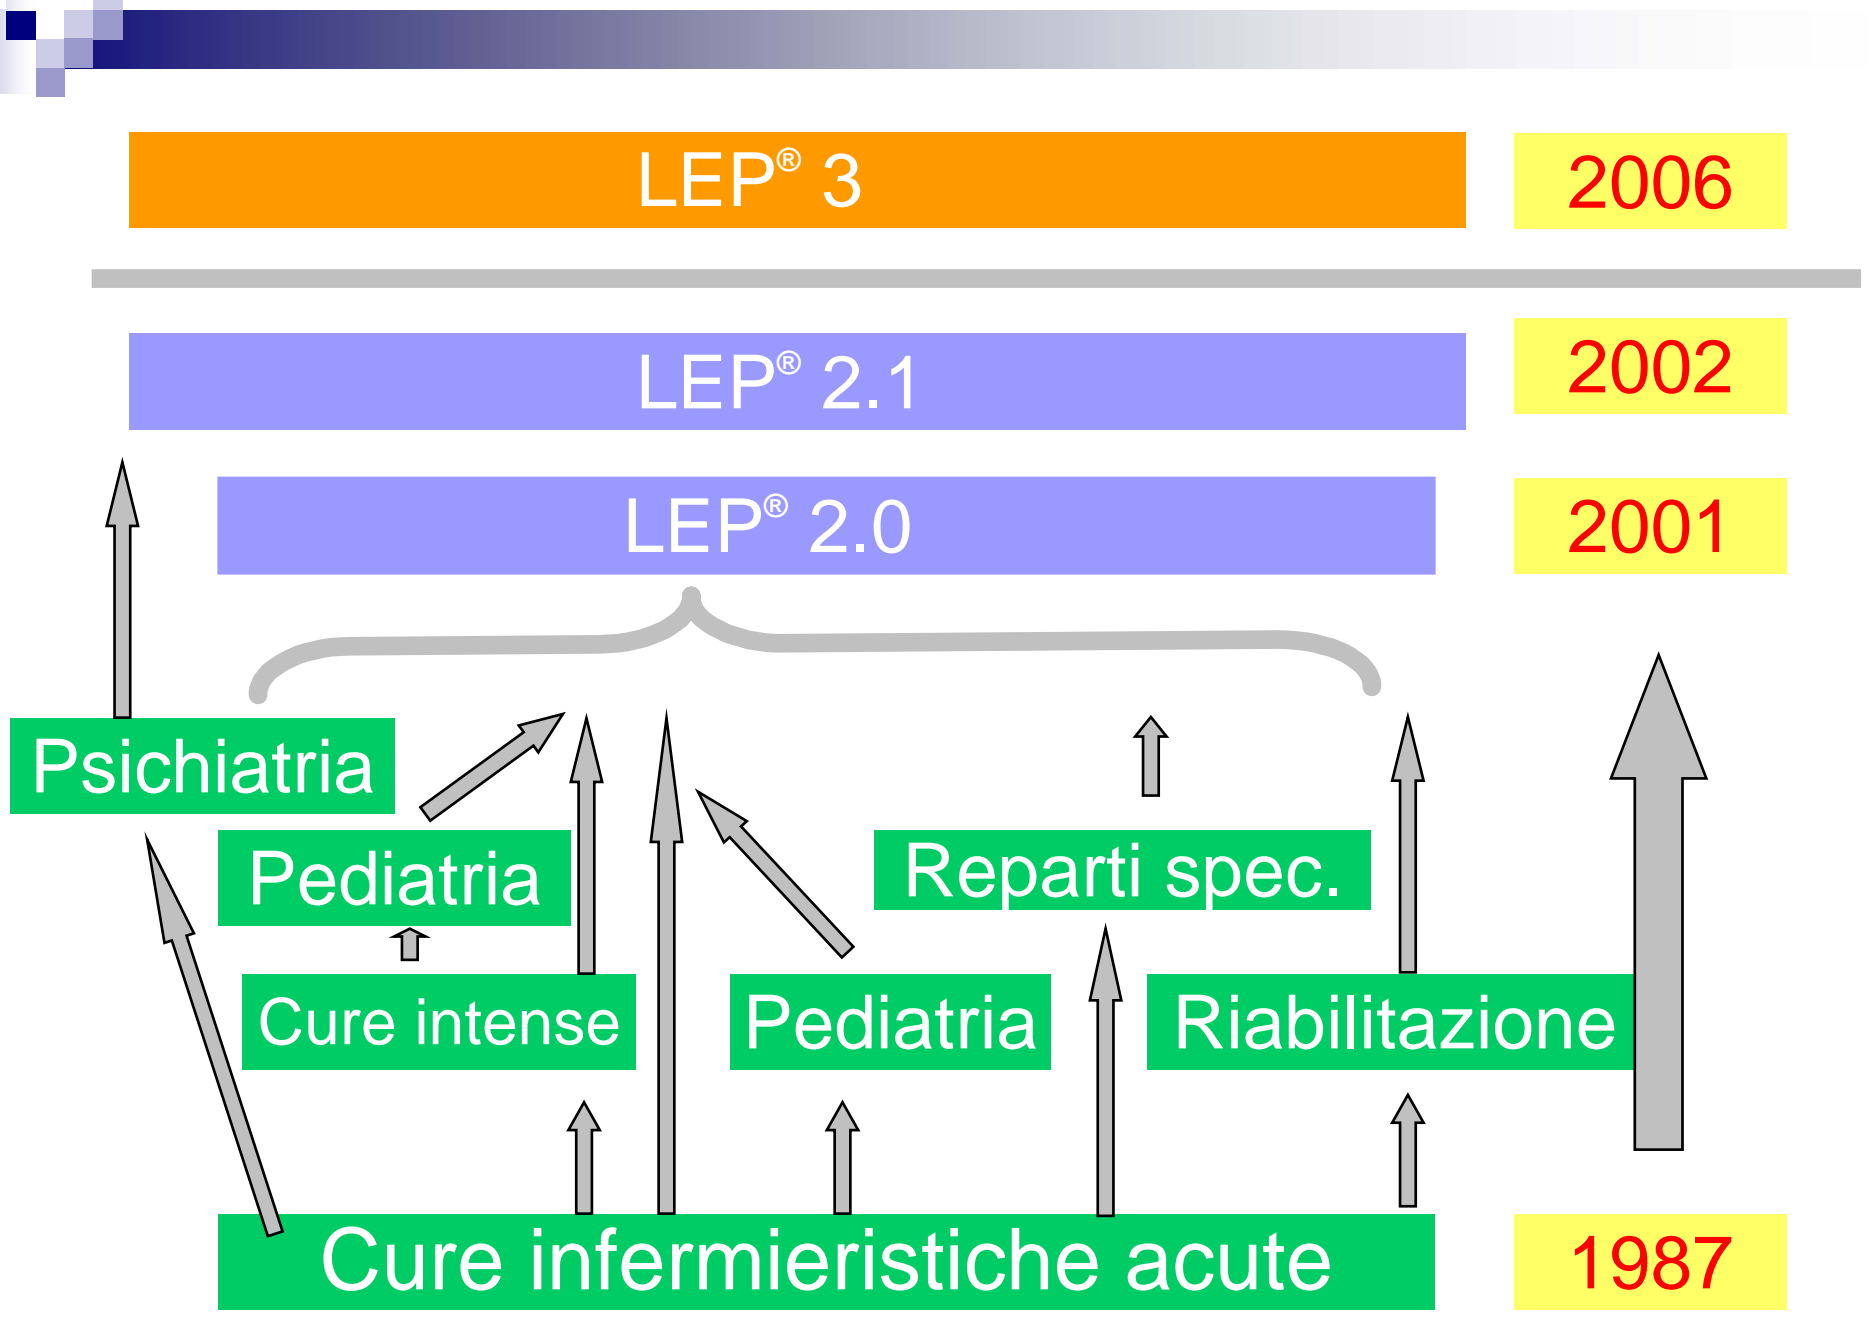 LEP® 3
2006
LEP® 2.1
2002
LEP® 2.0
2001
Psichiatria
Pediatria
Reparti spec.
Cure intense
Pediatria
Riabilitazione
Cure infermieristiche acute
1987